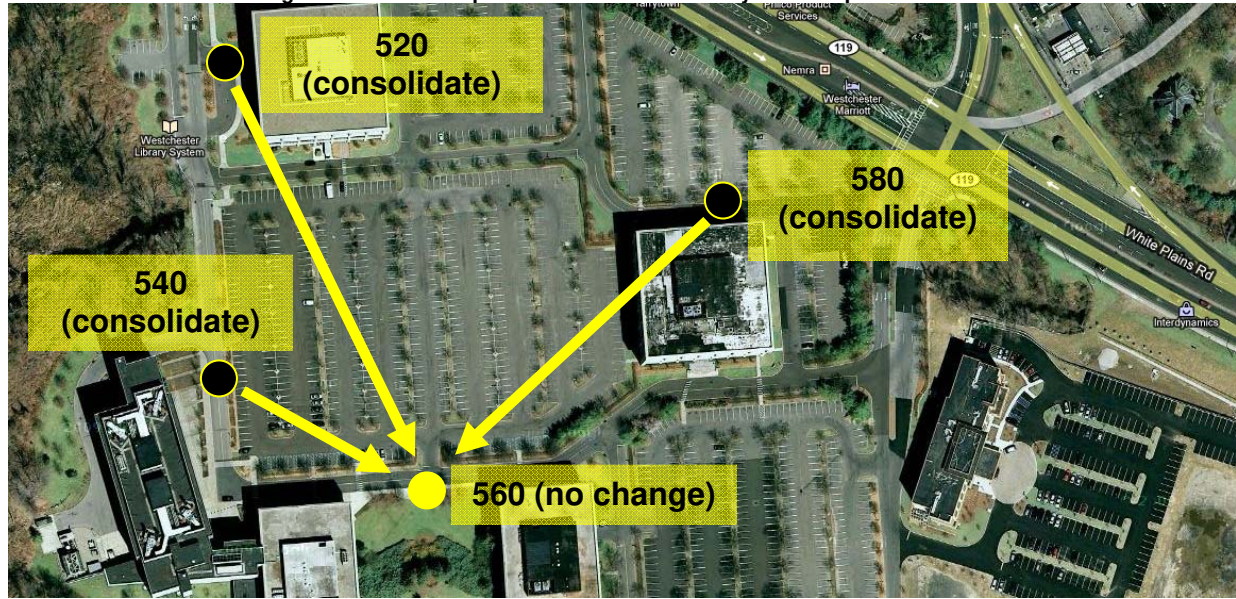 Tarrytown
Philco Product
Services
520
(consolidate)
119
Nemra
Westchester
Marriott
Westchester
Library System
580
(consolidate)
119
White Plains Rd
540
(consolidate)
Interdynamics
560 (no change)